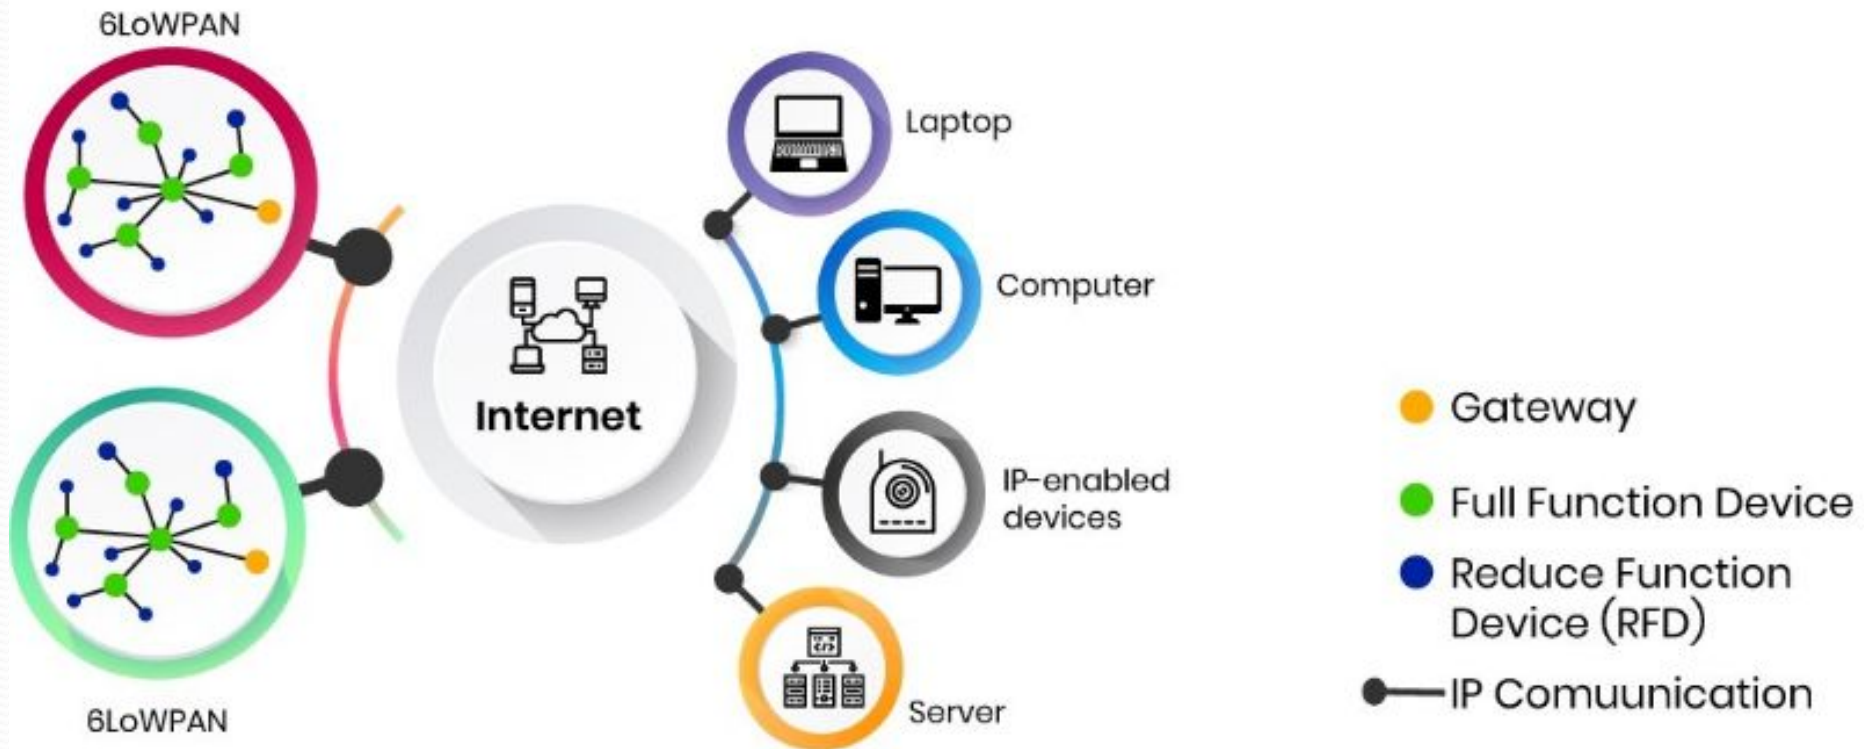 6LoWPAN
Laptop
Computer
Internet
IP-enabled
devices
Server
6LoWPAN
Gateway
Full Function Device
Reduce Function
Device (RFD)
IP Comuunication